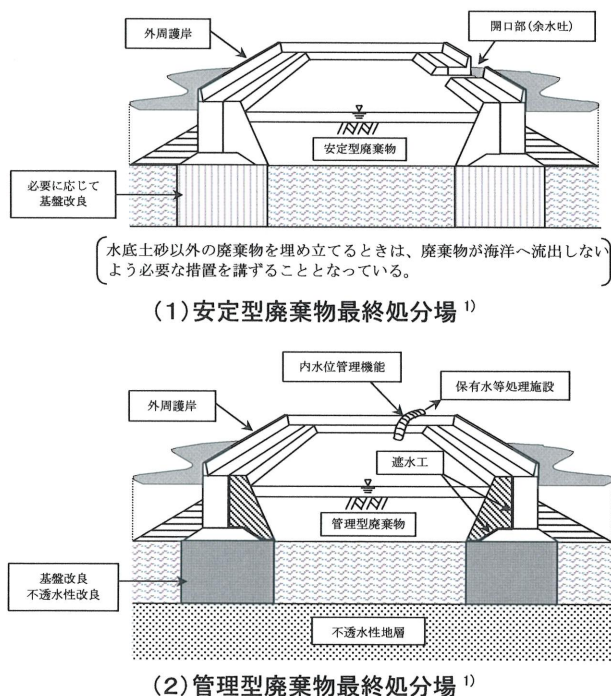 開口部(余水吐)
外周護岸
安定型廃棄物
必要に応じて
基盤改良
水底土砂以外の廃棄物を埋め立てるときは、廃棄物が海洋へ流出しない
よう必要な措置を講ずることとなっている。
(1)安定型廃棄物最終処分場 1)
内水位管理機能
保有水等処理施設
外周護岸
遮水工
管理型廃棄物
基盤改良
不透水性改良
不透水性地層
(2)管理型廃棄物最終処分場 1)